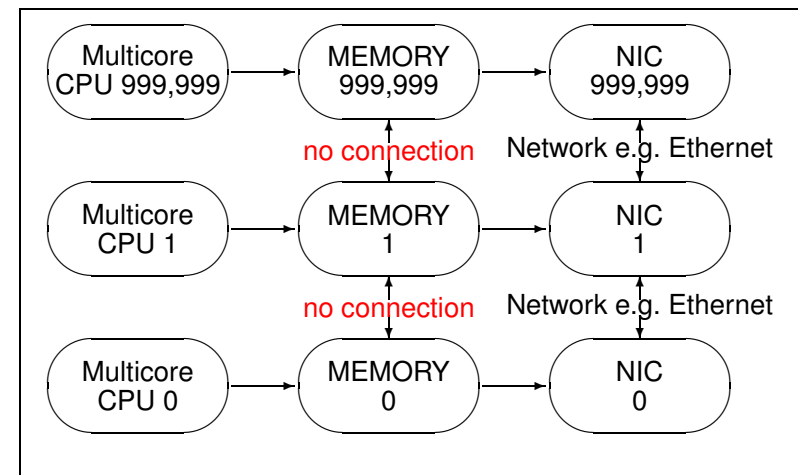 Multicore
CPU 999,999
MEMORY
999,999
NIC
999,999
no connection
Network e.g. Ethernet
Multicore
CPU 1
MEMORY
1
NIC
1
no connection
Network e.g. Ethernet
Multicore
CPU 0
MEMORY
0
NIC
0